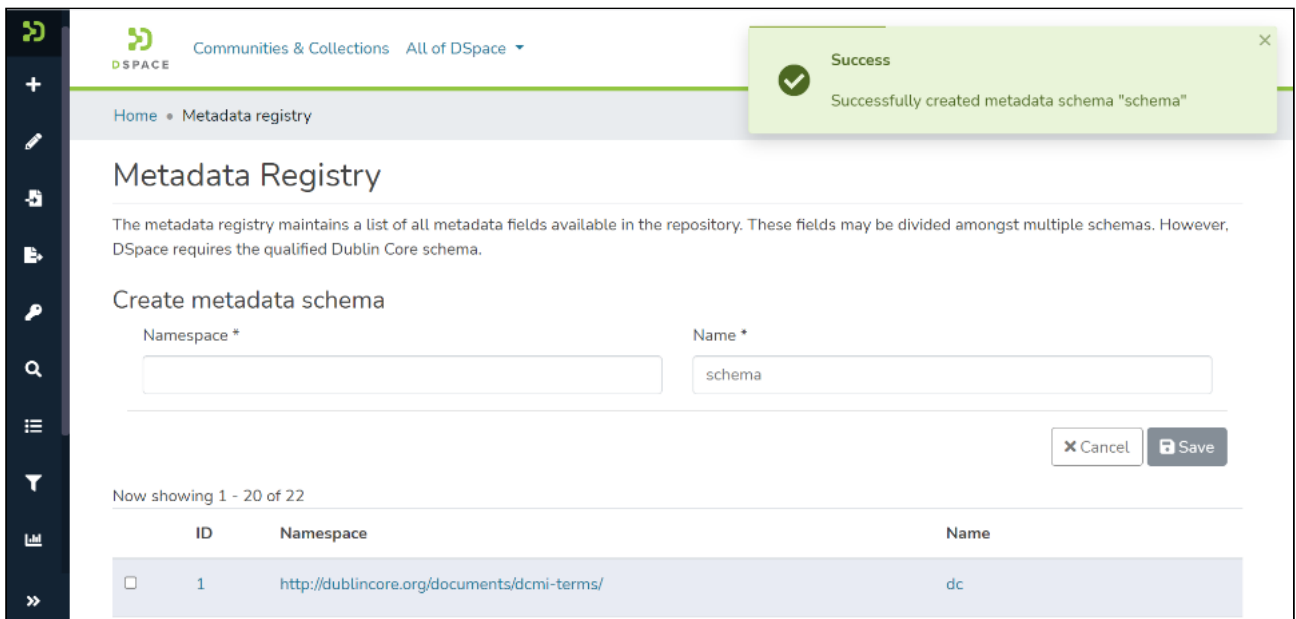 DSPACE
Communities & Collections All of DSpace
Success
Successfully created metadata schema "schema"
Home • Metadata registry
Metadata Registry
The metadata registry maintains a list of all metadata fields available in the repository. These fields may be divided amongst multiple schemas. However,
DSpace requires the qualified Dublin Core schema.
Create metadata schema
Namespace * Name *
schema
Cancel Save
Now showing 1 - 20 of 22
ID Namespace Name
1 http://dublincore.org/documents/dcmi-terms/ dc